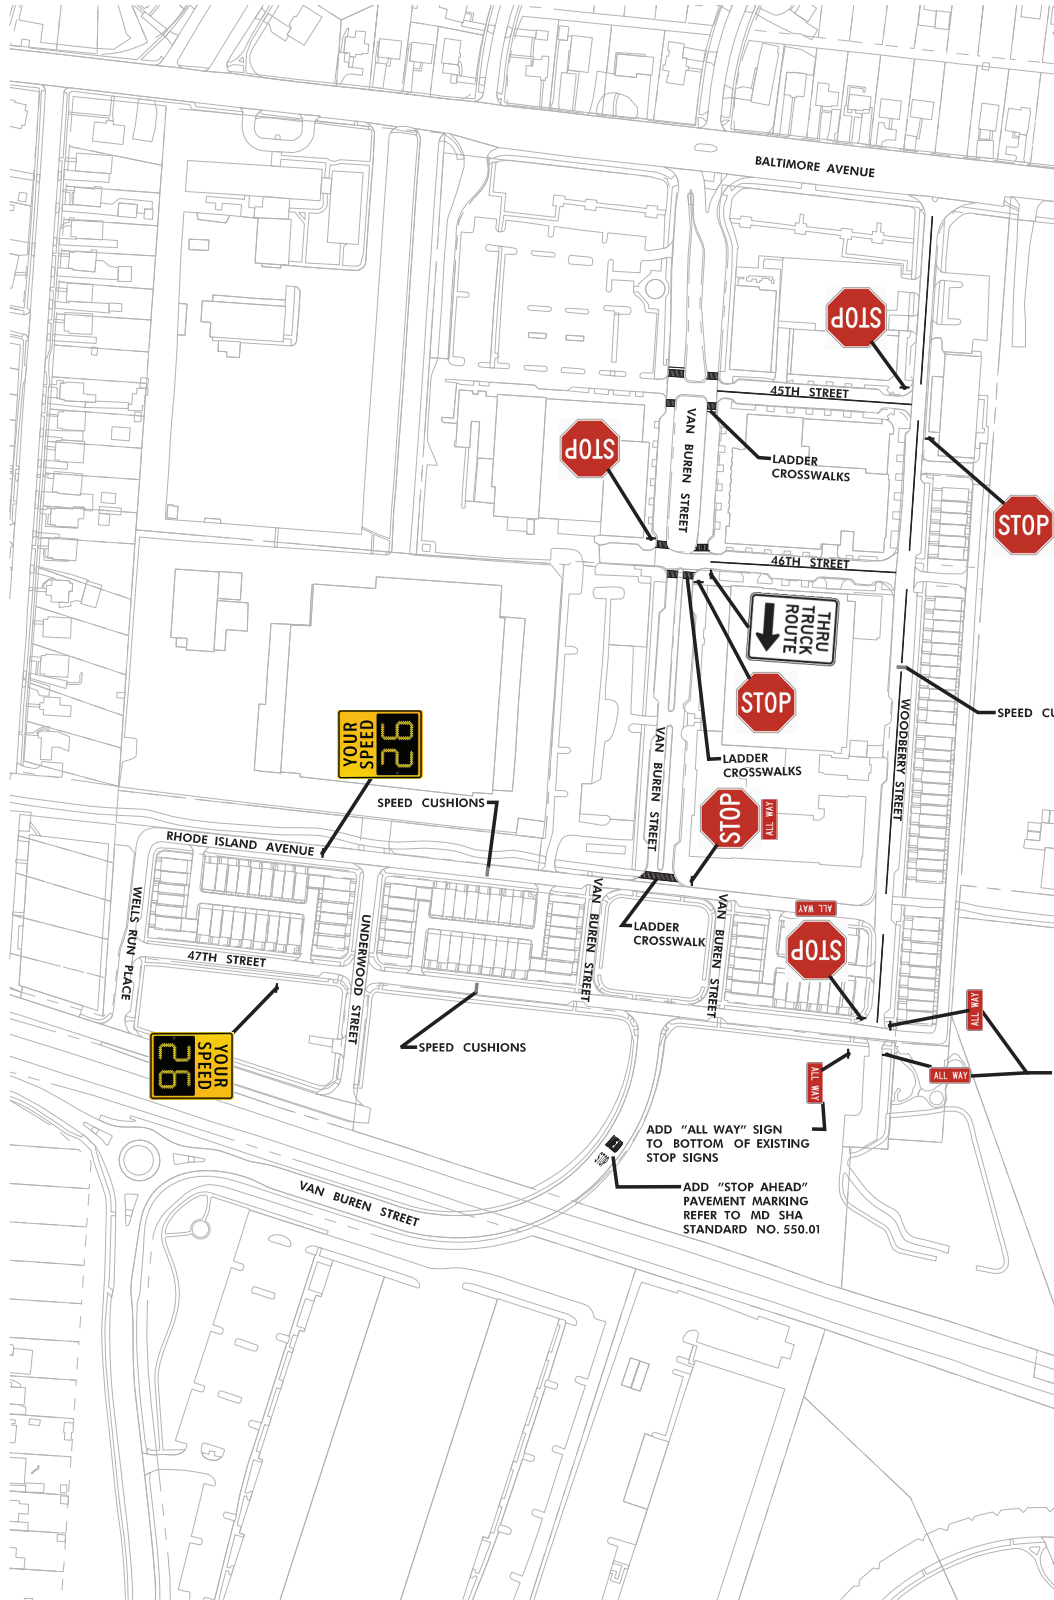 BALTIMORE AVENUE
STOP
45TH STREET
STOP
VAN BUREN STREET
LADDER
CROSSWALKS
STOP
46TH STREET
THRU
TRUCK
ROUTE
STOP
WOODBERRY STREET
SPEED CU
YOUR
SPEED
26
VAN BUREN STREET
LADDER
CROSSWALKS
SPEED CUSHIONS
STOP
ALL WAY
RHODE ISLAND AVENUE
WELLS RUN PLACE
UNDERWOOD STREET
VAN BUREN STREET
LADDER
CROSSWALK
VAN BUREN STREET
ALL WAY
STOP
47TH STREET
SPEED CUSHIONS
YOUR
SPEED
26
ALL WAY
ALL WAY
ALL WAY
ADD "ALL WAY" SIGN
TO BOTTOM OF EXISTING
STOP SIGNS
ADD "STOP AHEAD"
PAVEMENT MARKING
REFER TO MD SHA
STANDARD NO. 550.01
VAN BUREN STREET